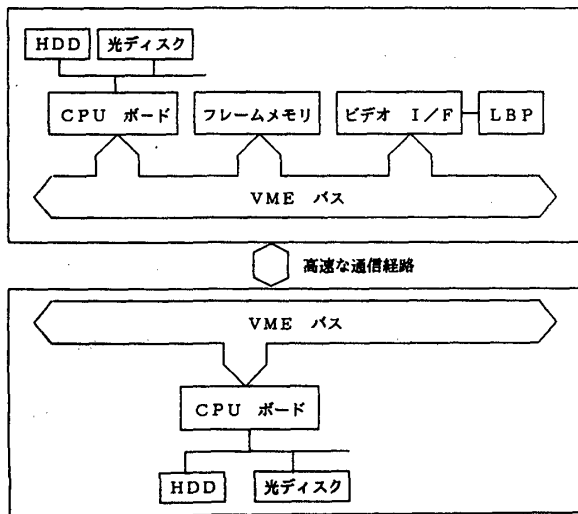 HDD 光ディスク
CPU ボード フレームメモリ ビデオ I/F LBP
VME バス
高速な通信経路
VME バス
CPU ボード
HDD 光ディスク